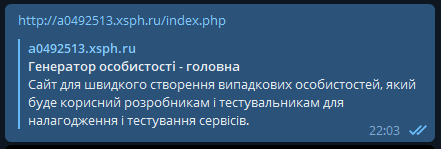 http://a0492513.xsph.ru/index.php
a0492513.xsph.ru
Генератор особистості - головна
Сайт для швидкого створення випадкових особистостей, який
буде корисний розробникам і тестувальникам для
налагодження і тестування сервісів.
22:03